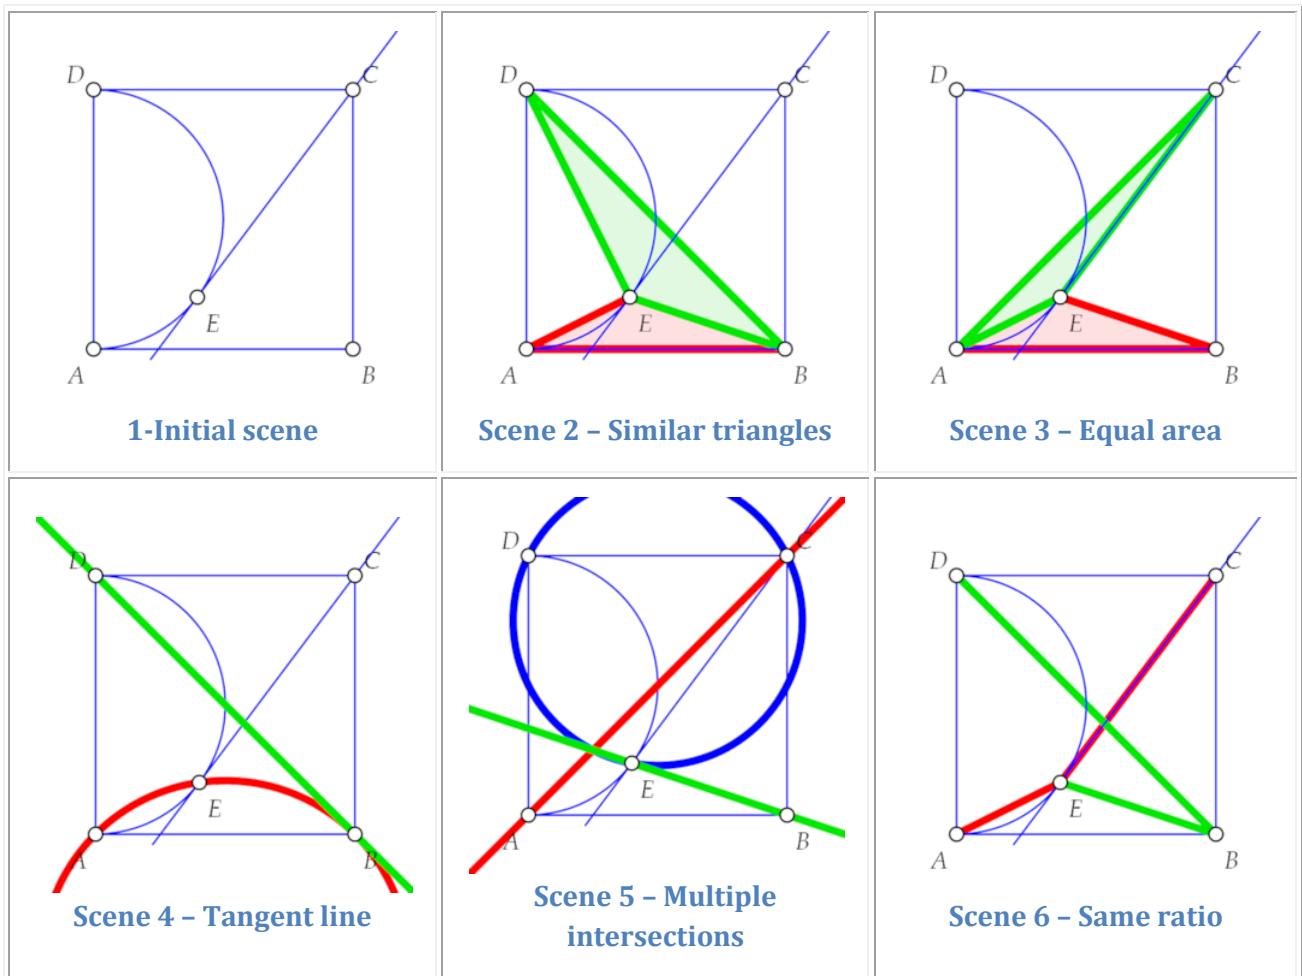 D
C
E
A
B
1-Initial scene
D
C
E
A
B
Scene 2 – Similar triangles
D
C
E
A
B
Scene 3 – Equal area
D
C
E
A
B
Scene 4 – Tangent line
D
C
E
A
B
Scene 5 – Multiple
intersections
D
C
E
A
B
Scene 6 – Same ratio